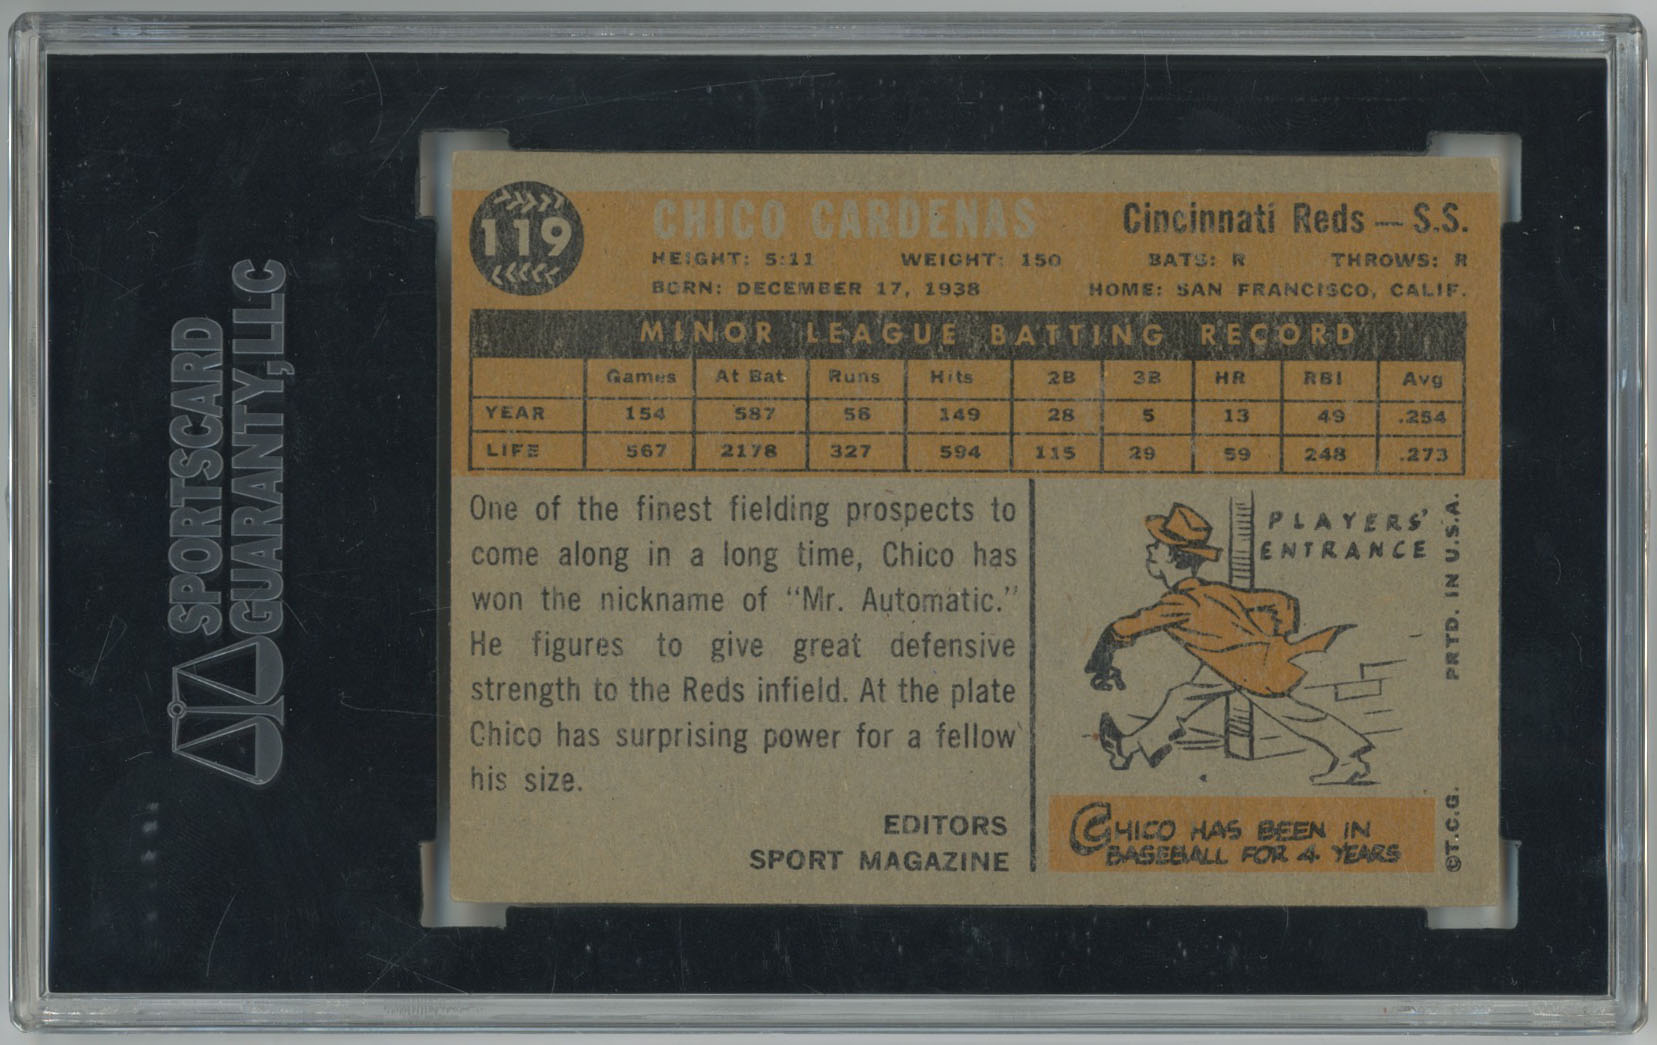 SPORTSCARD
GUARANTY, LLC
119
CHICO CARDENAS
Cincinnati Reds — S.S.
HEIGHT: 5:11 WEIGHT: 150 BATS: R THROWS: R
BORN: DECEMBER 17, 1938 HOME: SAN FRANCISCO, CALIF.
MINOR LEAGUE BATTING RECORD
Games At Bat Runs Hits 2B 3B HR RBI Avg
YEAR 154 587 56 149 28 5 13 49 .254
LIFE 567 2178 327 594 115 29 59 248 .273
One of the finest fielding prospects to
come along in a long time, Chico has
won the nickname of “Mr. Automatic.”
He figures to give great defensive
strength to the Reds infield. At the plate
Chico has surprising power for a fellow
his size.
EDITORS
SPORT MAGAZINE
PLAYERS'
ENTRANCE
CHICO HAS BEEN IN
BASEBALL FOR 4 YEARS
©T.C.G. PRTD. IN U.S.A.